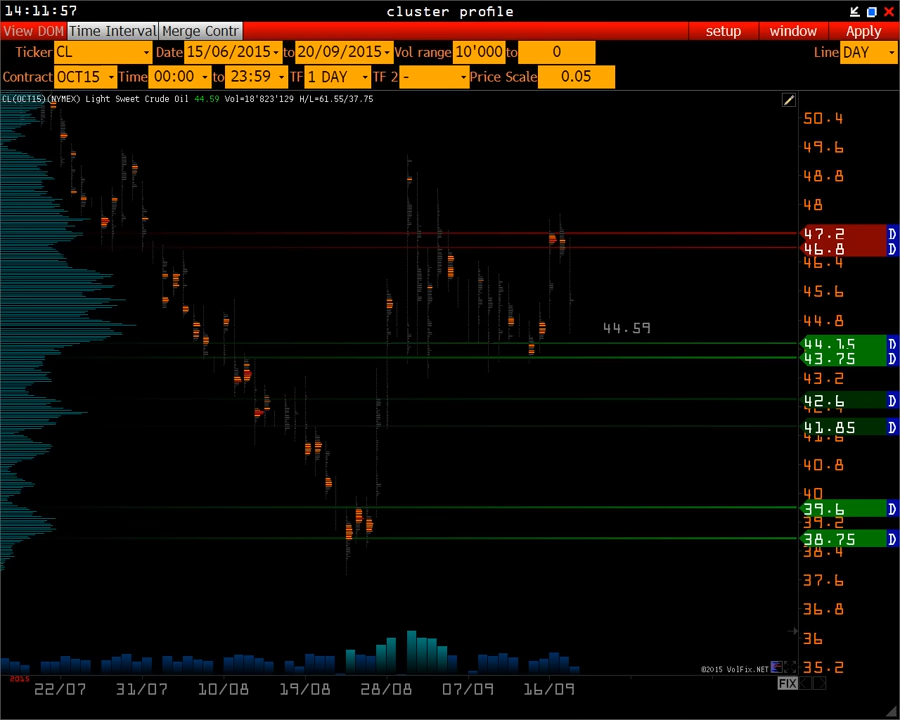 14:11:57 cluster profile
View DOM Time Interval Merge Contr setup window Apply
Ticker CL Date 15/06/2015 to 20/09/2015 Vol range 10'000 to 0 Line DAY
Contract OCT15 Time 00:00 to 23:59 TF 1 DAY TF 2 - Price Scale 0.05
CL(OCT15)(NYMEX) Light Sweet Crude Oil 44.59 Vol=18'823'129 H/L=61.55/37.75
50.4
49.6
48.8
48
47.2 D
46.8 D
46.4
45.6
44.8
44.59
44.15 D
43.75 D
43.2
42.6 D
42.4
41.85 D
41.6
40.8
40
39.6 D
39.2
38.75 D
38.4
37.6
36.8
36
35.2
©2015 VolFix.NET
2015
22/07 31/07 10/08 19/08 28/08 07/09 16/09 FIX